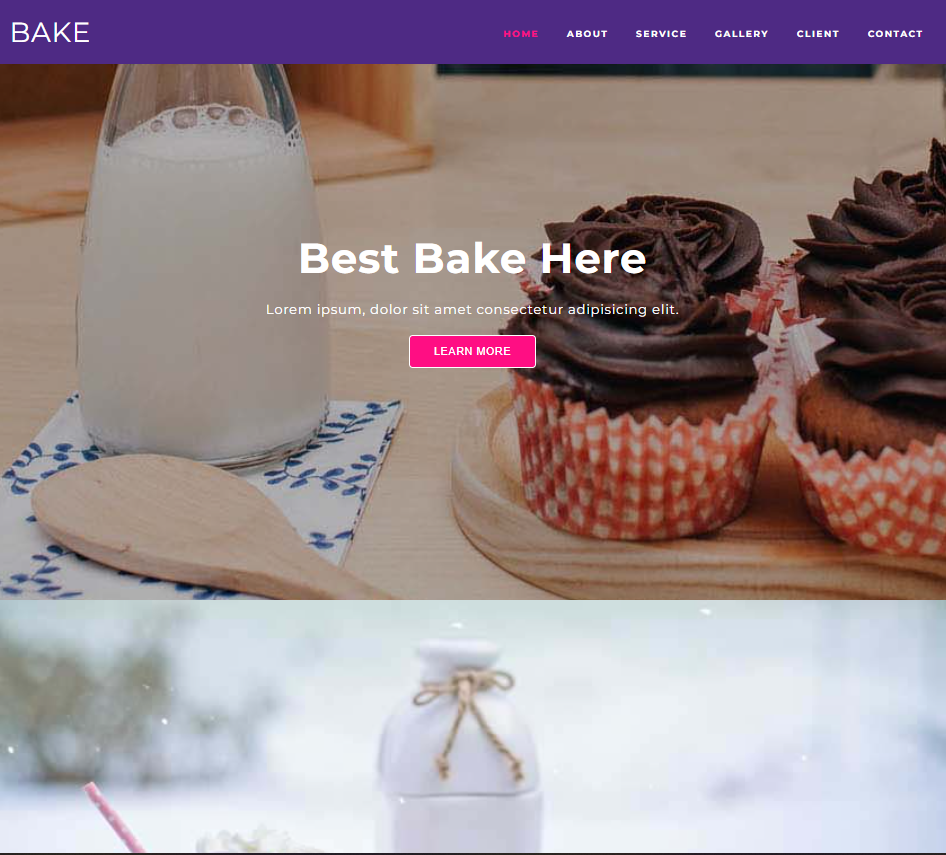 BAKE
HOME ABOUT SERVICE GALLERY CLIENT CONTACT
Best Bake Here
Lorem ipsum, dolor sit amet consectetur adipisicing elit.
LEARN MORE